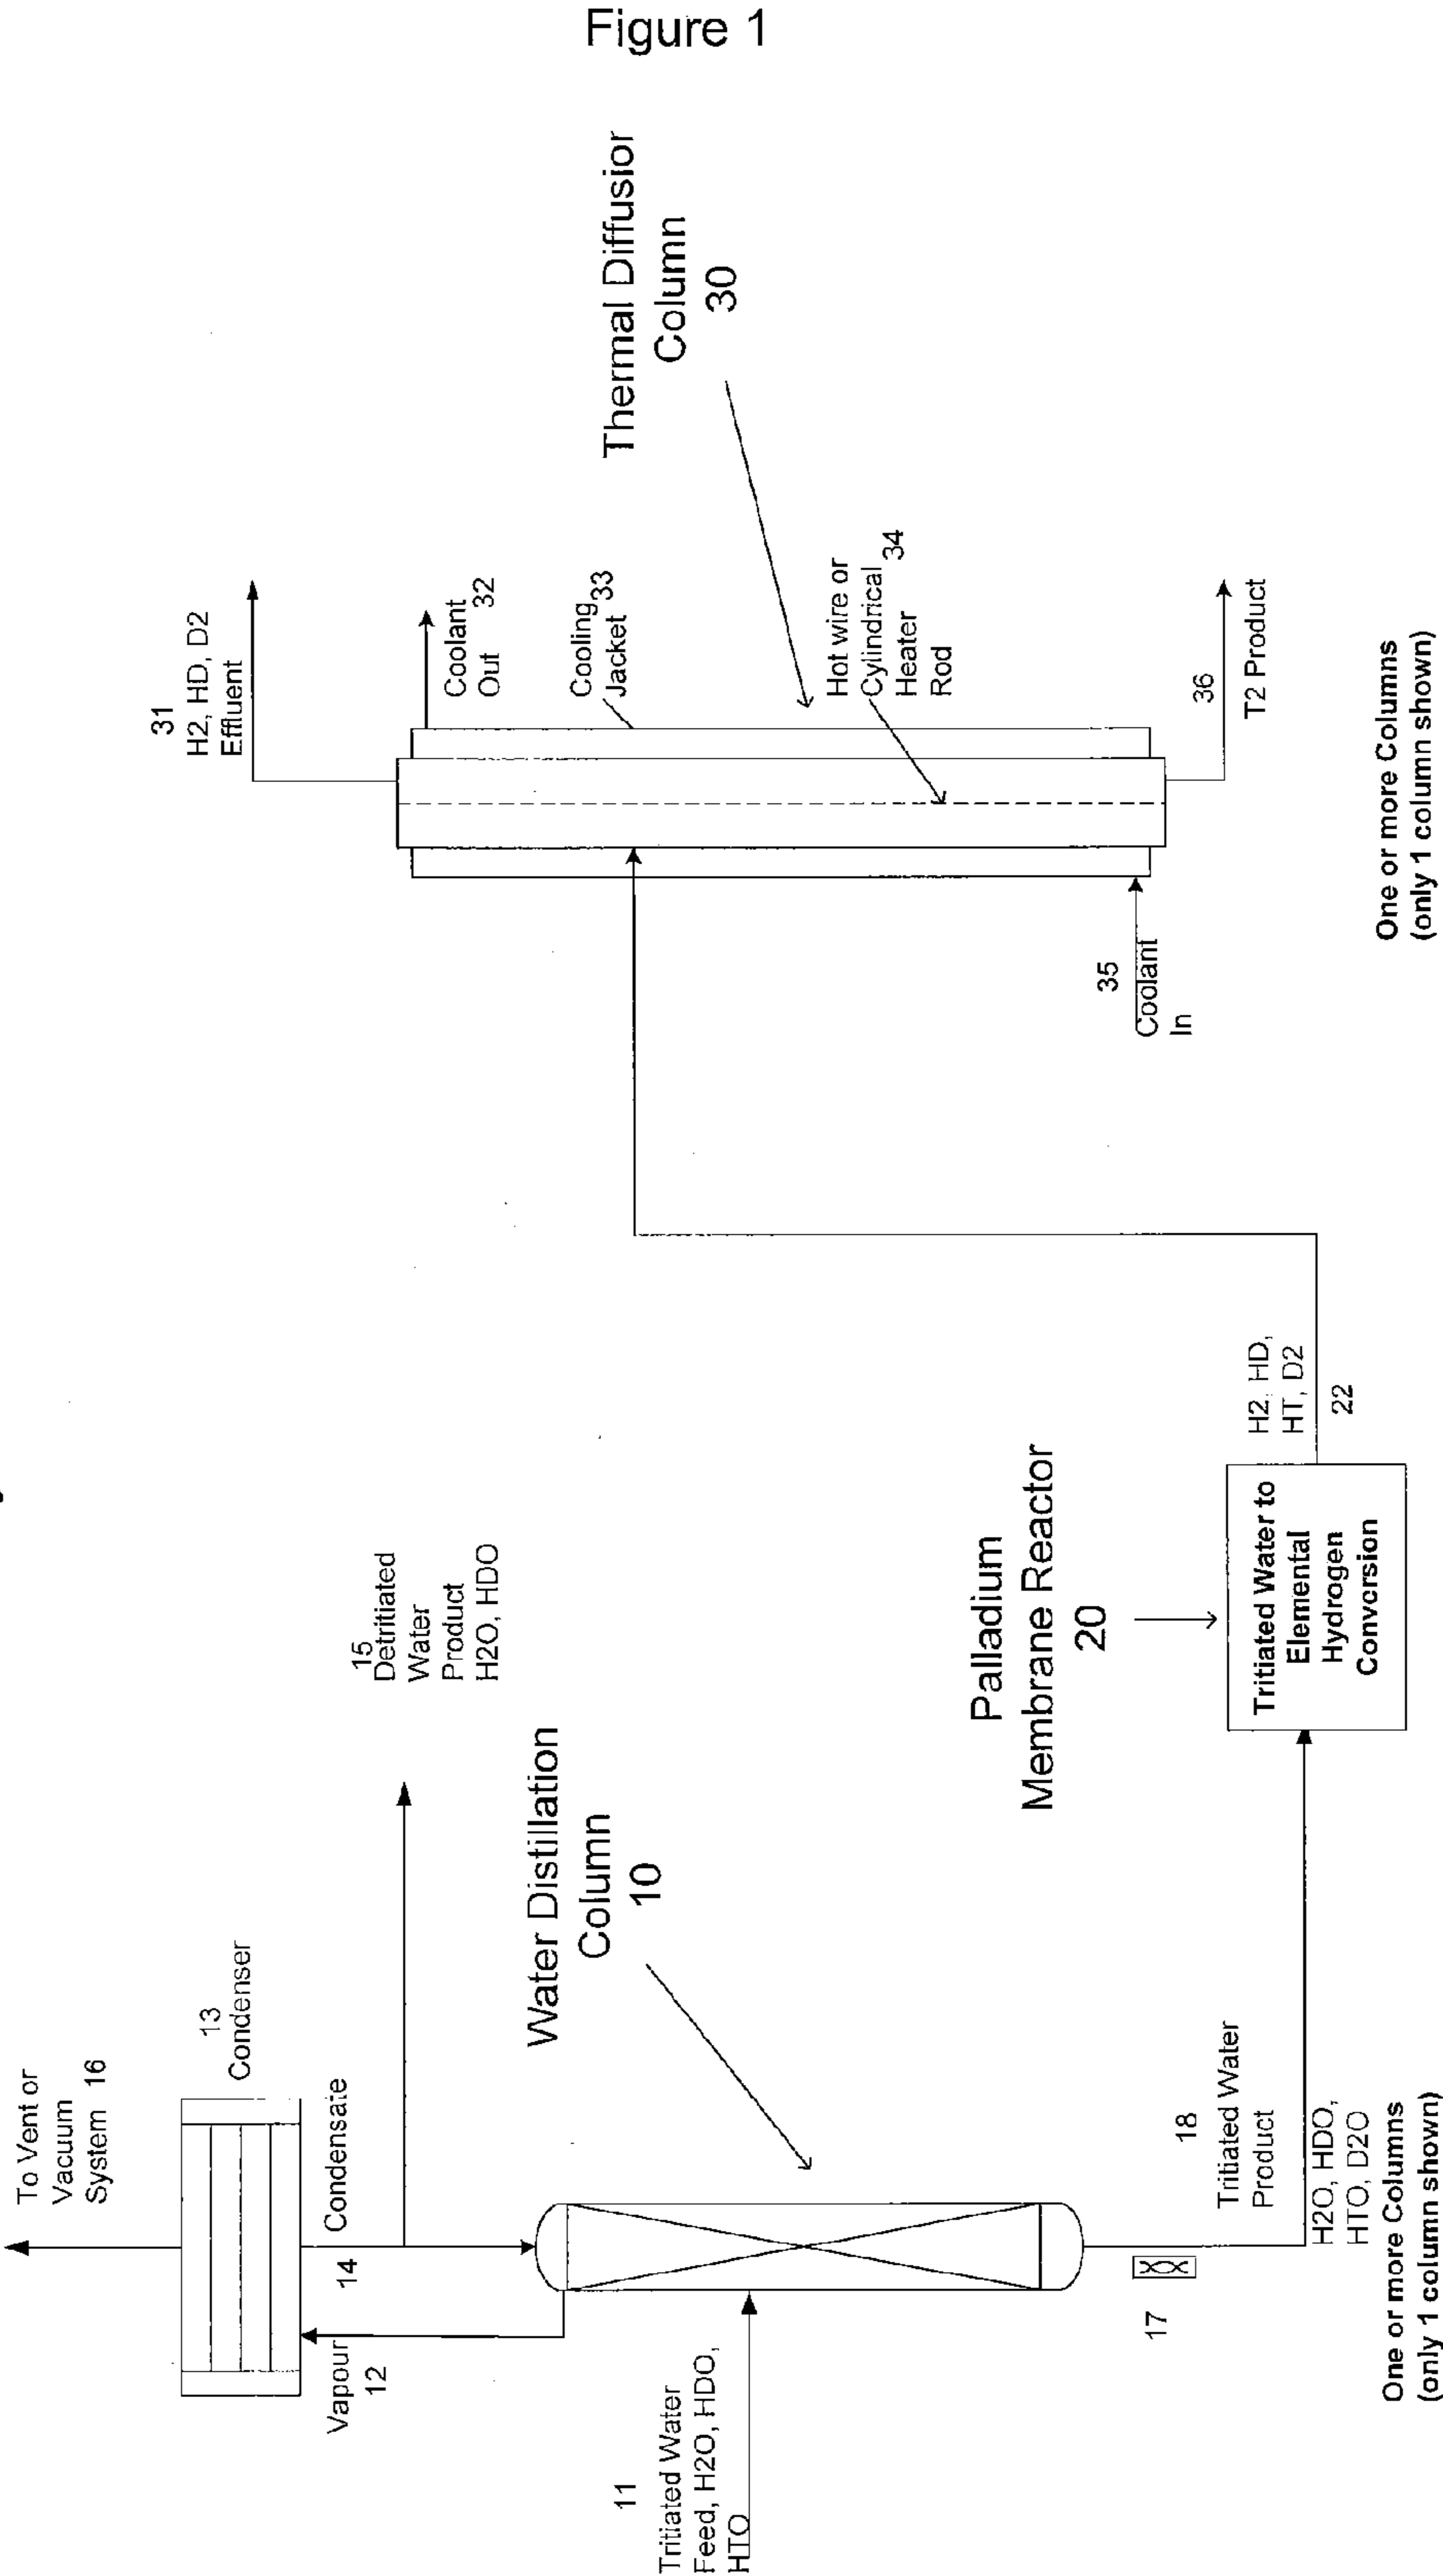 Figure 1
To Vent or
Vacuum
System 16
13
Condenser
Vapour
12
14
Condensate
15
Detritiated
Water
Product
H2O, HDO
11
Tritiated Water
Feed, H2O, HDO,
HTO
Water Distillation
Column
10
17
18
Tritiated Water
Product
H2O, HDO,
HTO, D2O
One or more Columns
(only 1 column shown)
Palladium
Membrane Reactor
20
Tritiated Water to
Elemental
Hydrogen
Conversion
H2, HD,
HT, D2
22
31
H2, HD, D2
Effluent
Coolant
Out 32
Cooling 33
Jacket
Hot wire or
Cylindrical 34
Heater
Rod
Thermal Diffusion
Column
30
35
Coolant
In
36
T2 Product
One or more Columns
(only 1 column shown)